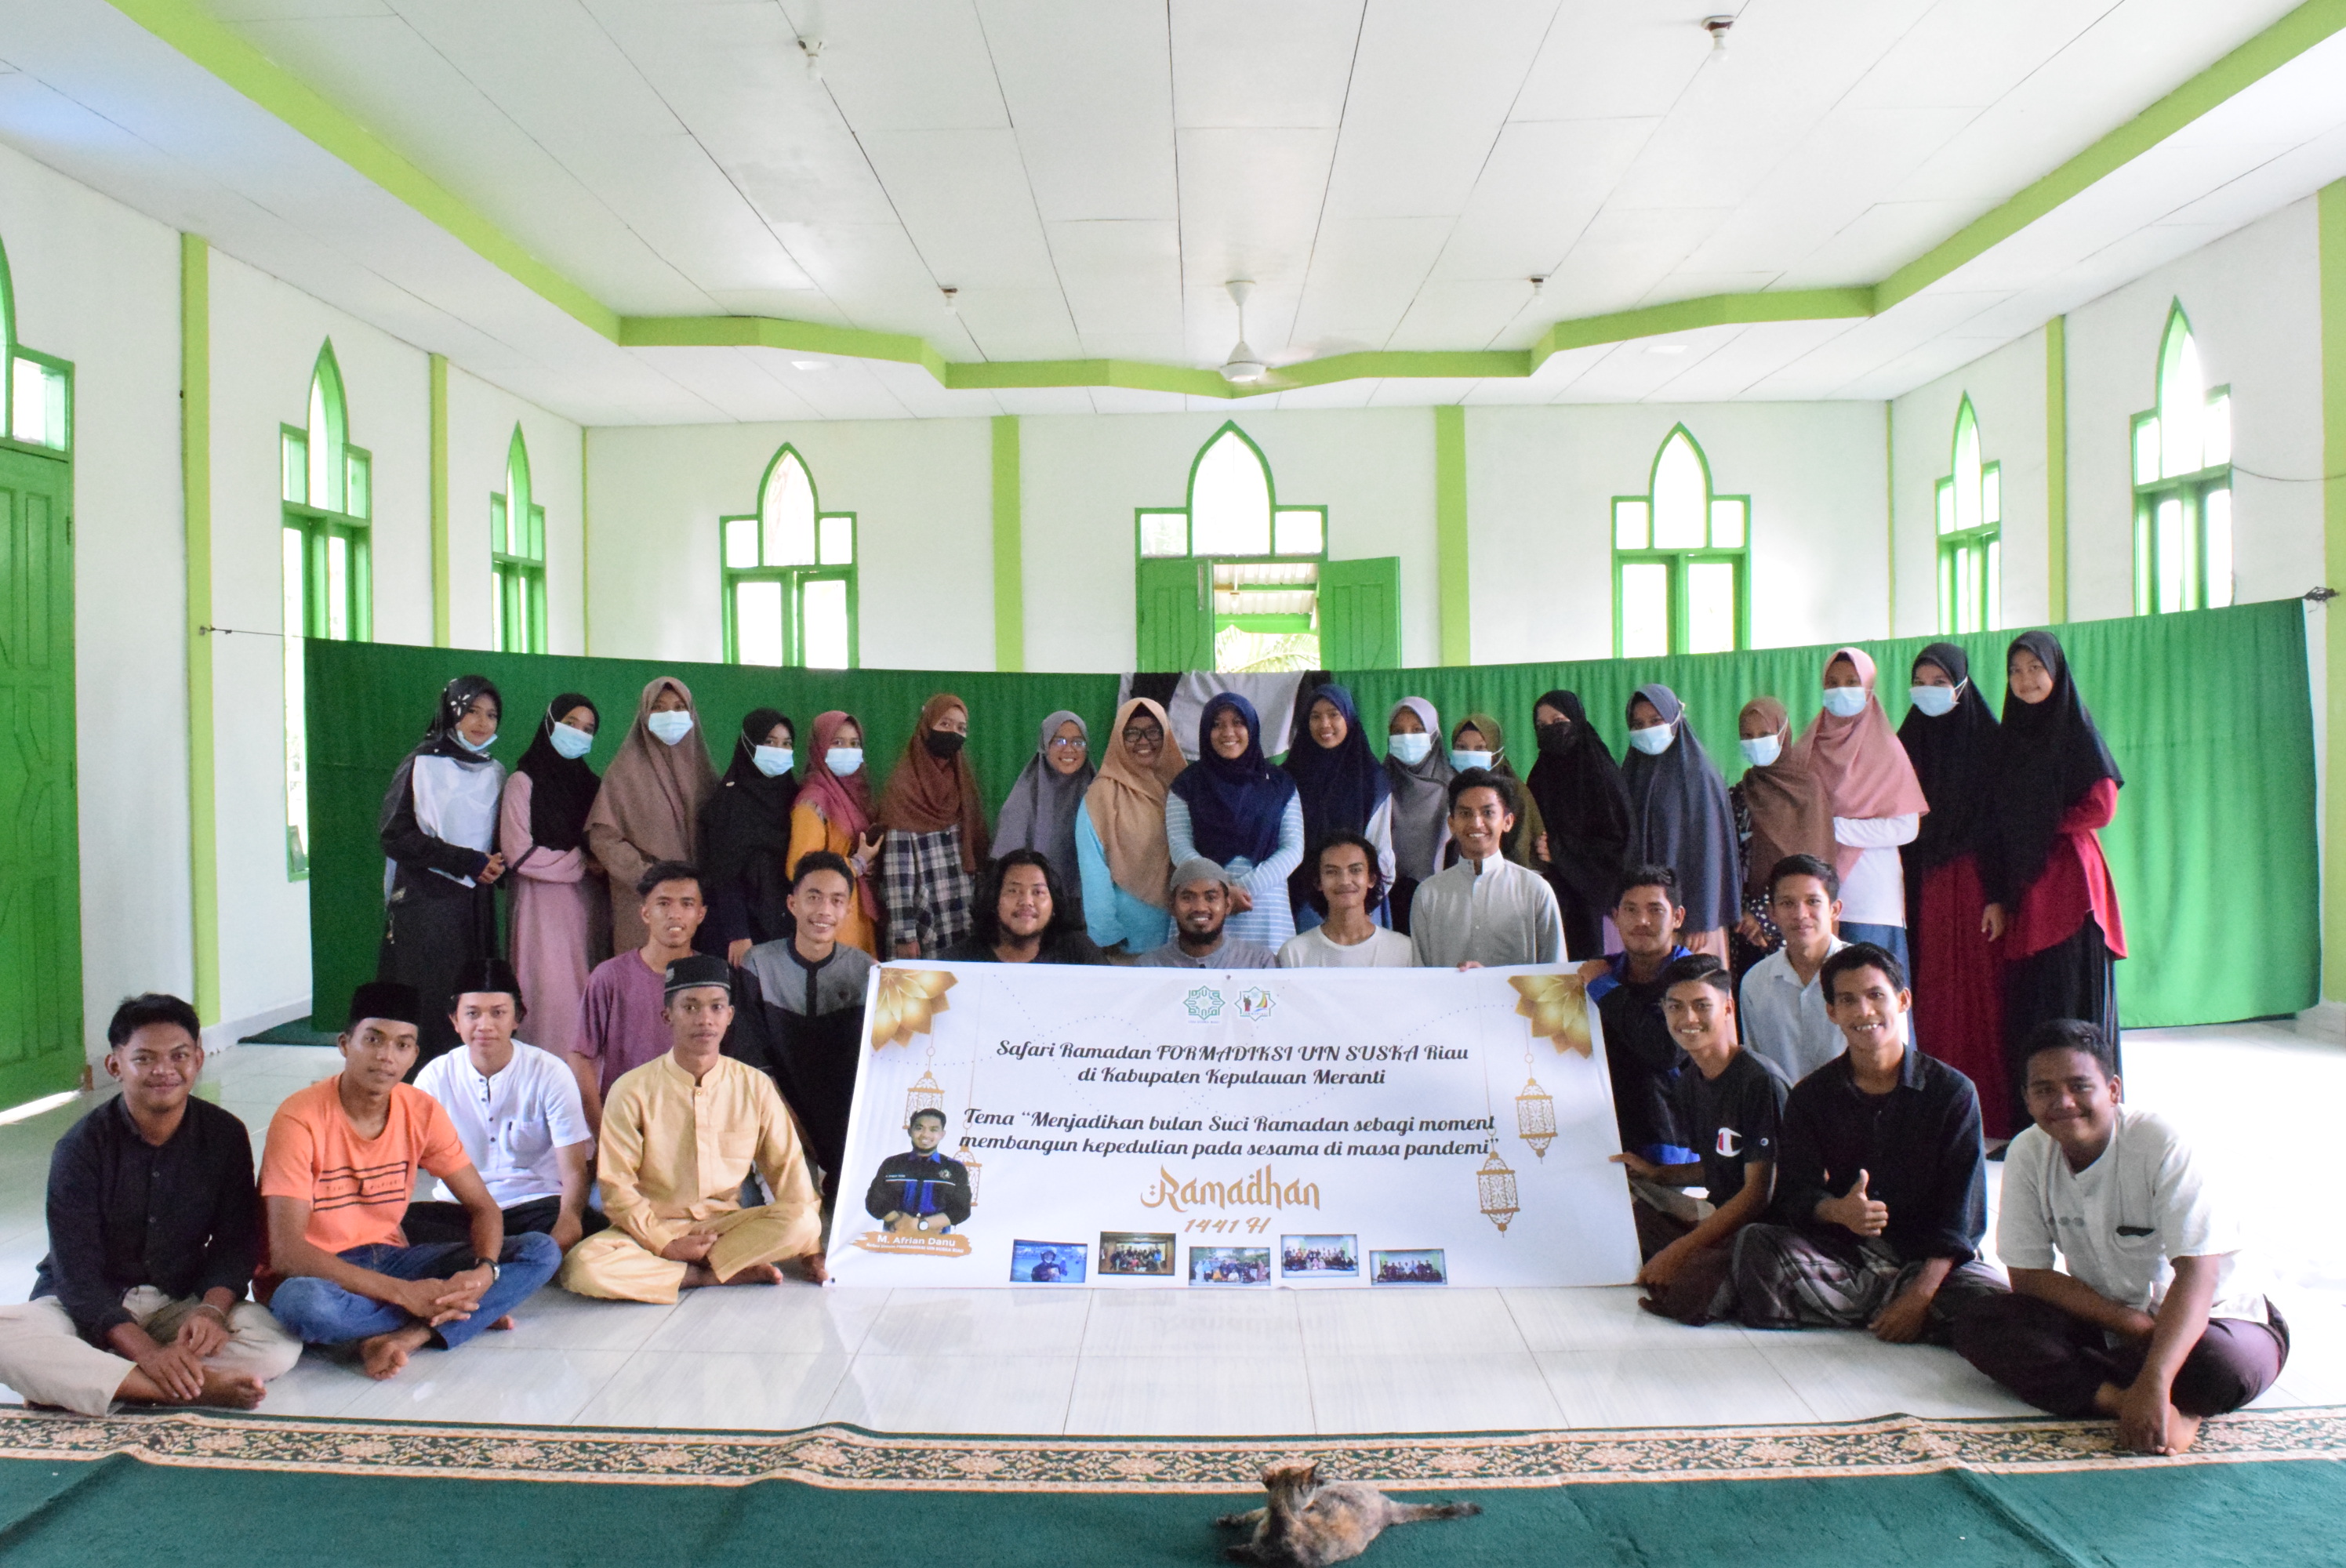 Safari Ramadan FORMADIKSI UIN SUSKA Riau
di Kabupaten Kepulauan Meranti
Tema “Menjadikan bulan Suci Ramadan sebagi moment
membangun kepedulian pada sesama di masa pandemi”
Ramadhan
1441 H
M. Afrian Danu